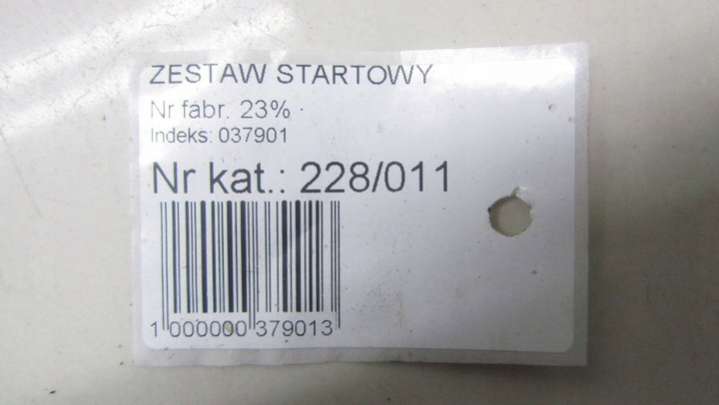 ZESTAW STARTOWY
Nr fabr. 23%
Indeks: 037901
Nr kat.: 228/011
1 000000 379013